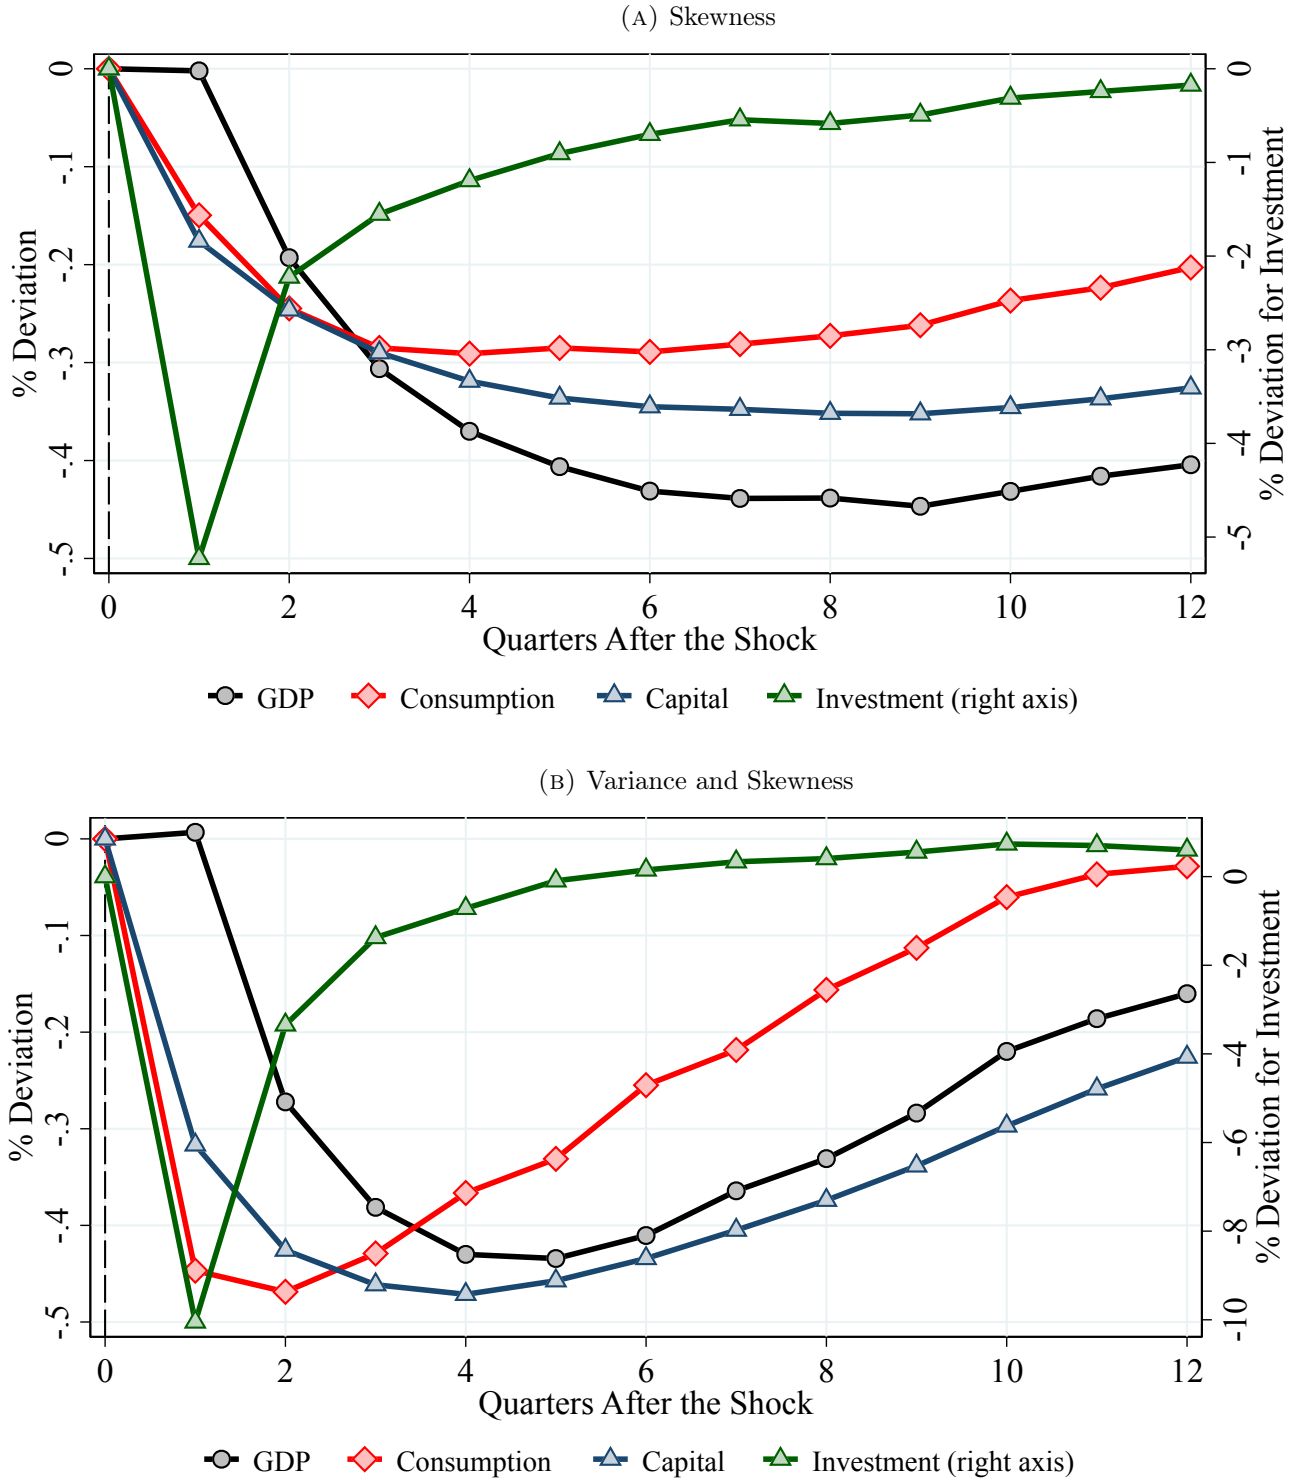 (A) Skewness
0
-.1
-.2
-.3
-.4
-.5
% Deviation
0
-1
-2
-3
-4
-5
% Deviation for Investment
0 2 4 6 8 10 12
Quarters After the Shock
GDP Consumption Capital Investment (right axis)
(B) Variance and Skewness
0
-.1
-.2
-.3
-.4
-.5
% Deviation
0
-2
-4
-6
-8
-10
% Deviation for Investment
0 2 4 6 8 10 12
Quarters After the Shock
GDP Consumption Capital Investment (right axis)